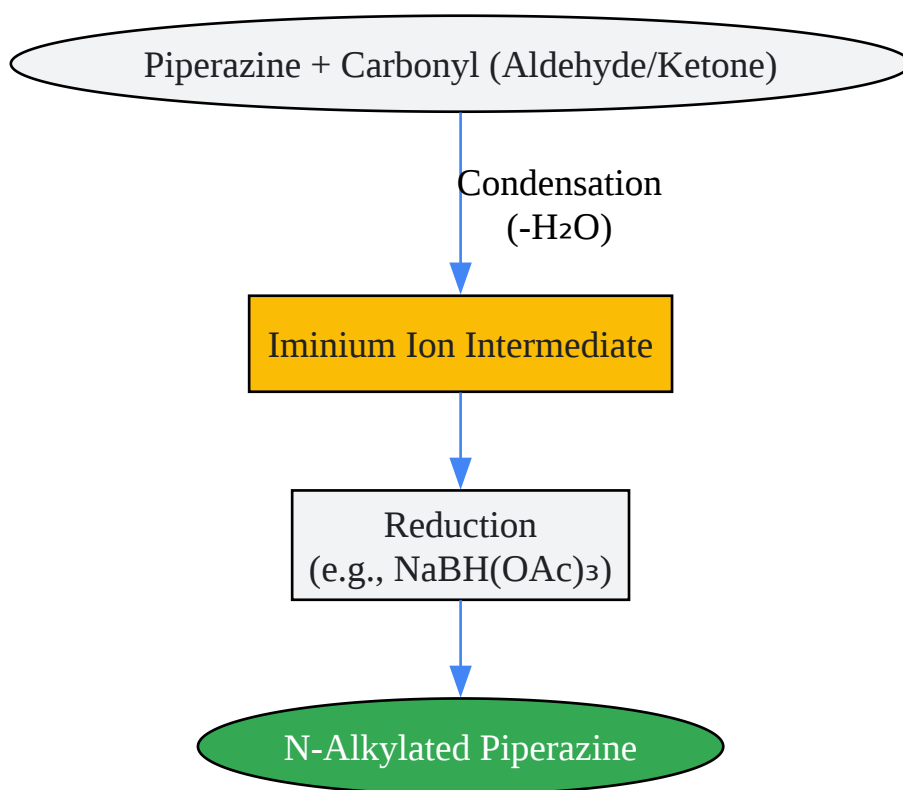 Piperazine + Carbonyl (Aldehyde/Ketone)
Condensation
(-H₂O)
Iminium Ion Intermediate
Reduction
(e.g., NaBH(OAc)₃)
N-Alkylated Piperazine